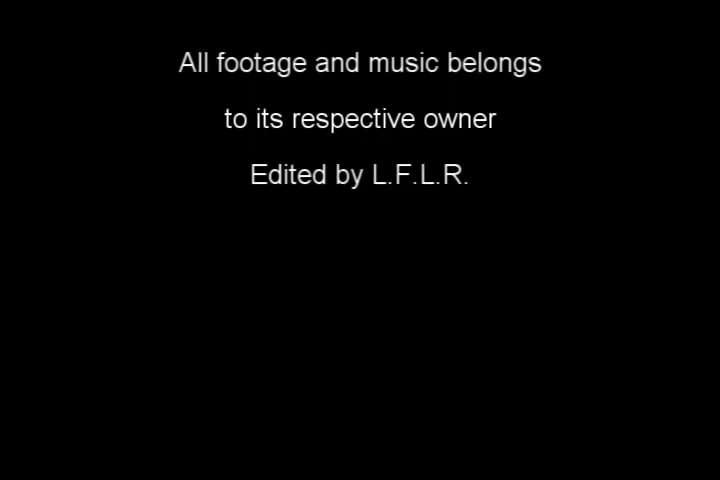 All footage and music belongs
to its respective owner
Edited by L.F.L.R.